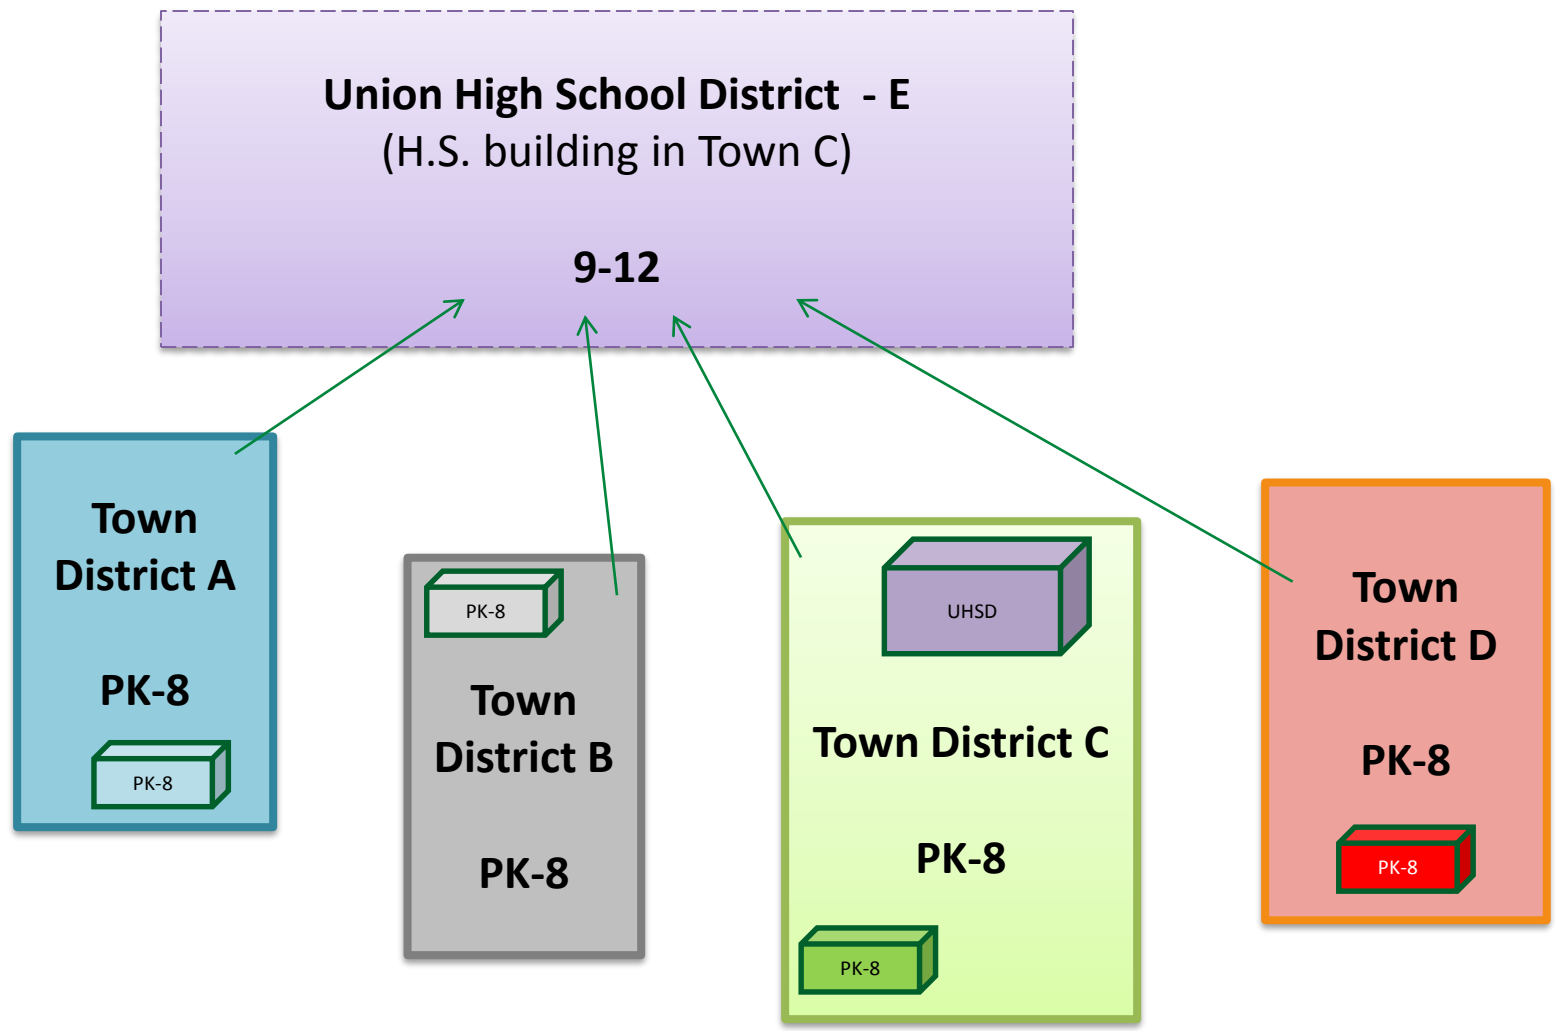 Union High School District - E
(H.S. building in Town C)
9-12
Town
District A
PK-8
PK-8
PK-8
Town
District B
PK-8
UHSD
Town District C
PK-8
PK-8
Town
District D
PK-8
PK-8